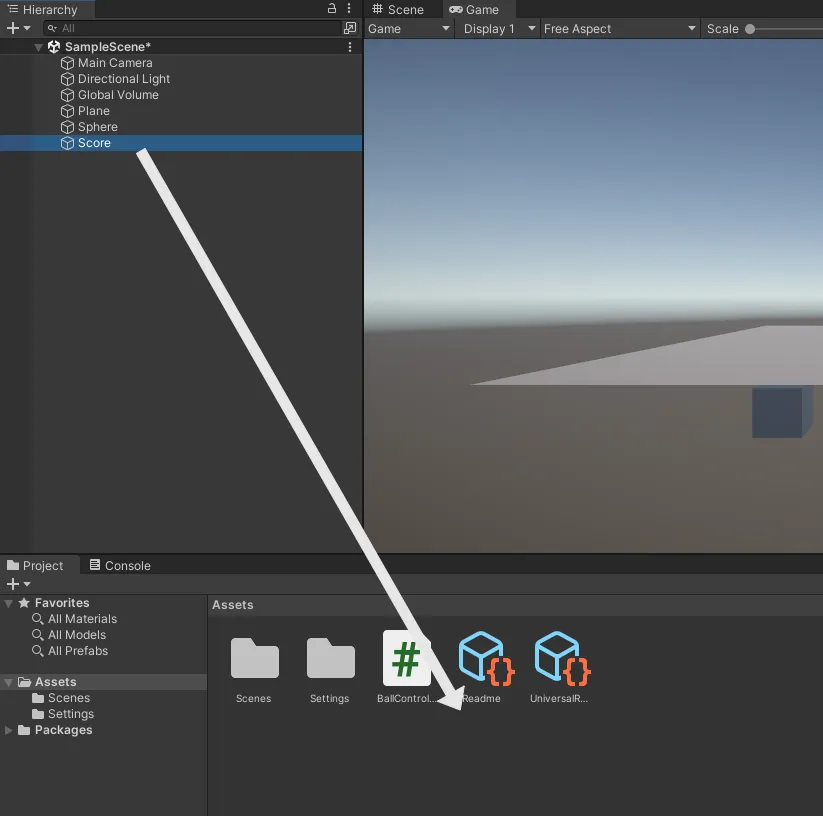 Hierarchy
All
SampleScene*
Main Camera
Directional Light
Global Volume
Plane
Sphere
Score
Scene
Game
Game
Display 1
Free Aspect
Scale
Project
Console
Favorites
All Materials
All Models
All Prefabs
Assets
Scenes
Settings
Packages
Assets
#
Scenes
Settings
BallControl...
Readme
UniversalR...